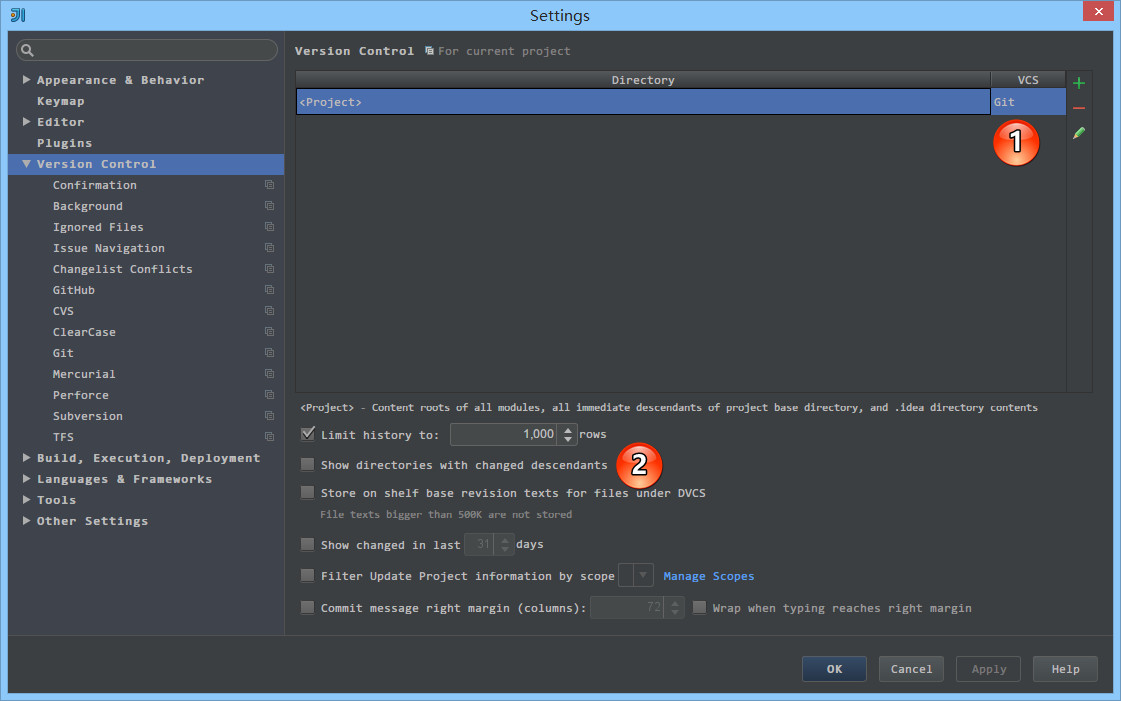 Settings
Version Control For current project
Appearance & Behavior
Keymap
Editor
Plugins
Version Control
Confirmation
Background
Ignored Files
Issue Navigation
Changelist Conflicts
GitHub
CVS
ClearCase
Git
Mercurial
Perforce
Subversion
TFS
Build, Execution, Deployment
Languages & Frameworks
Tools
Other Settings
Directory VCS
<Project> Git
1
<Project> - Content roots of all modules, all immediate descendants of project base directory, and .idea directory contents
Limit history to: 1,000 rows
Show directories with changed descendants
2
Store on shelf base revision texts for files under DVCS
File texts bigger than 500K are not stored
Show changed in last 31 days
Filter Update Project information by scope Manage Scopes
Commit message right margin (columns): 72 Wrap when typing reaches right margin
OK Cancel Apply Help